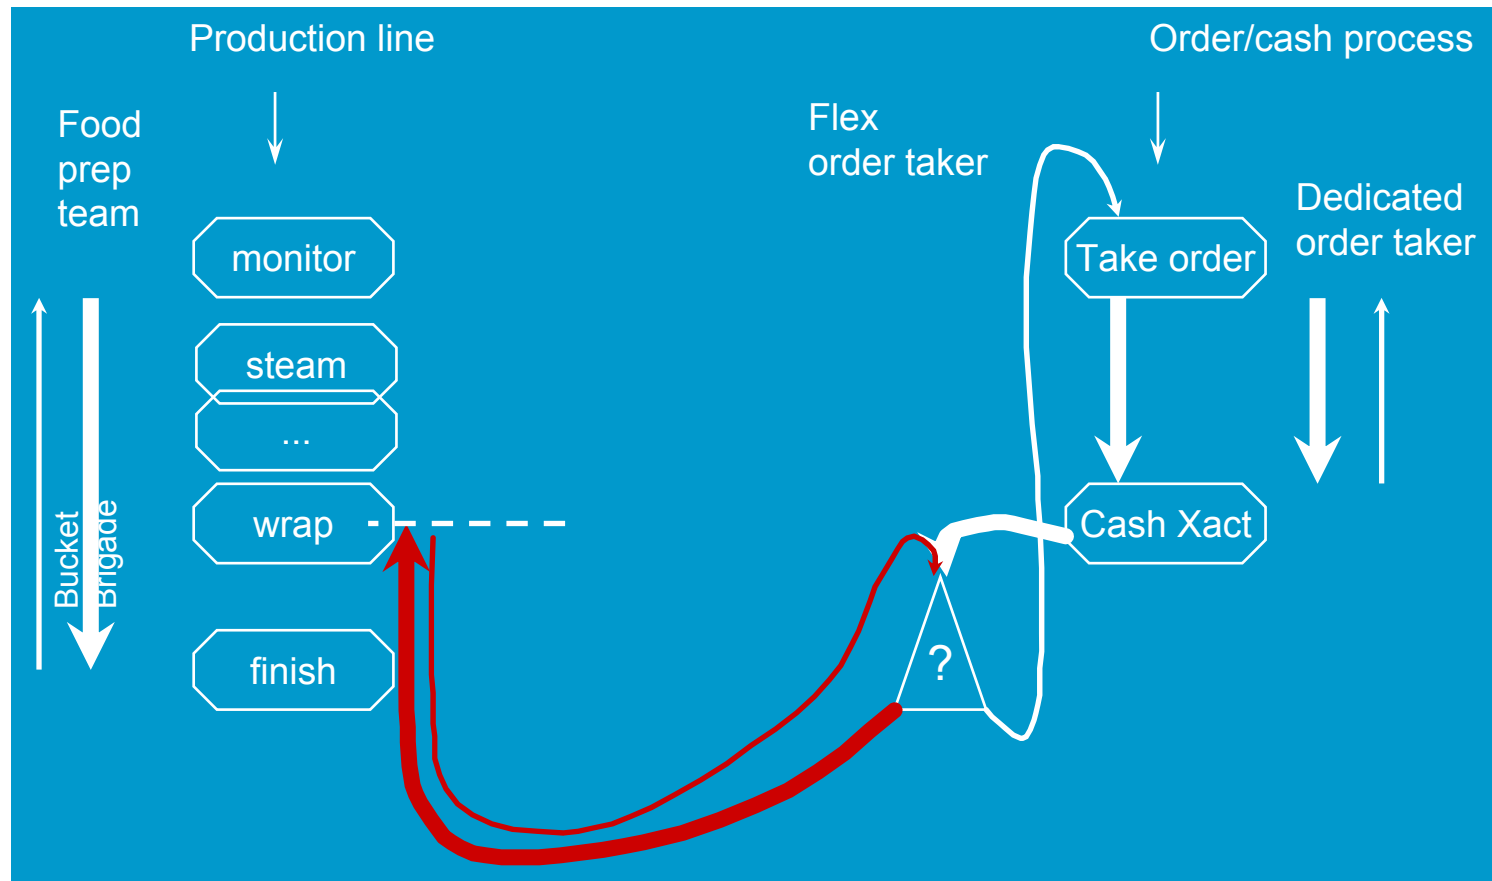 Production line
Order/cash process
Food
prep
team
Flex
order taker
Dedicated
order taker
monitor
Take order
steam
...
wrap
Cash Xact
Bucket
Brigade
finish
?